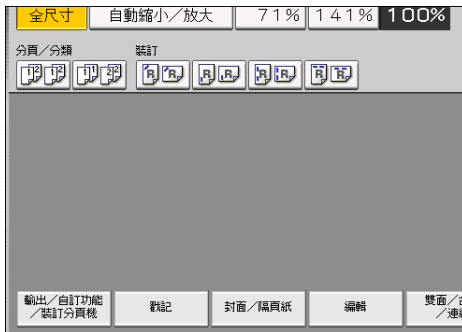 全尺寸 自動縮小／放大 71% 141% 100%
分頁／分類 裝訂
輸出／自訂功能
／裝訂分頁機
戳記
封面／隔頁紙
編輯
雙面／
／連